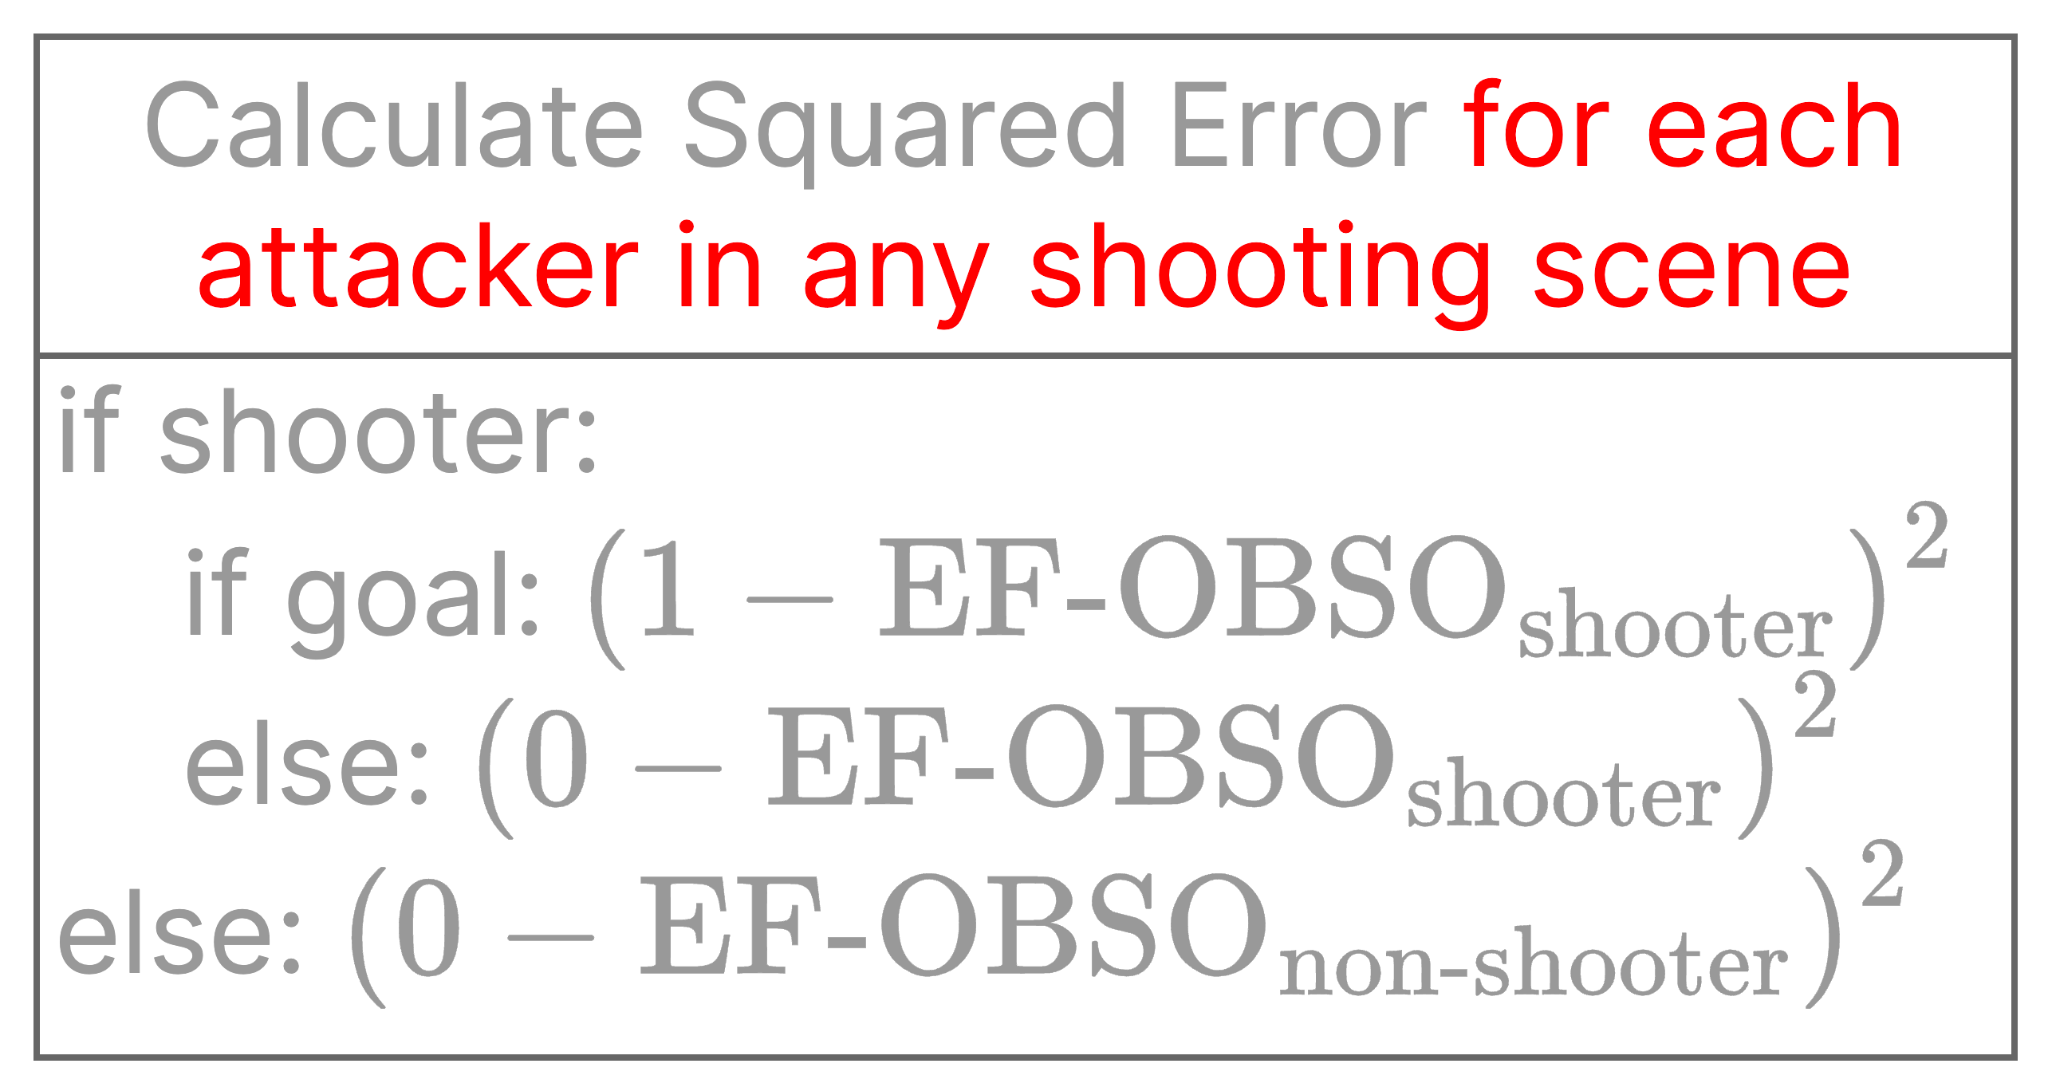 Calculate Squared Error for each
attacker in any shooting scene
if shooter:
if goal: (1 − EF-OBSO_shooter)^2
else: (0 − EF-OBSO_shooter)^2
else: (0 − EF-OBSO_non-shooter)^2